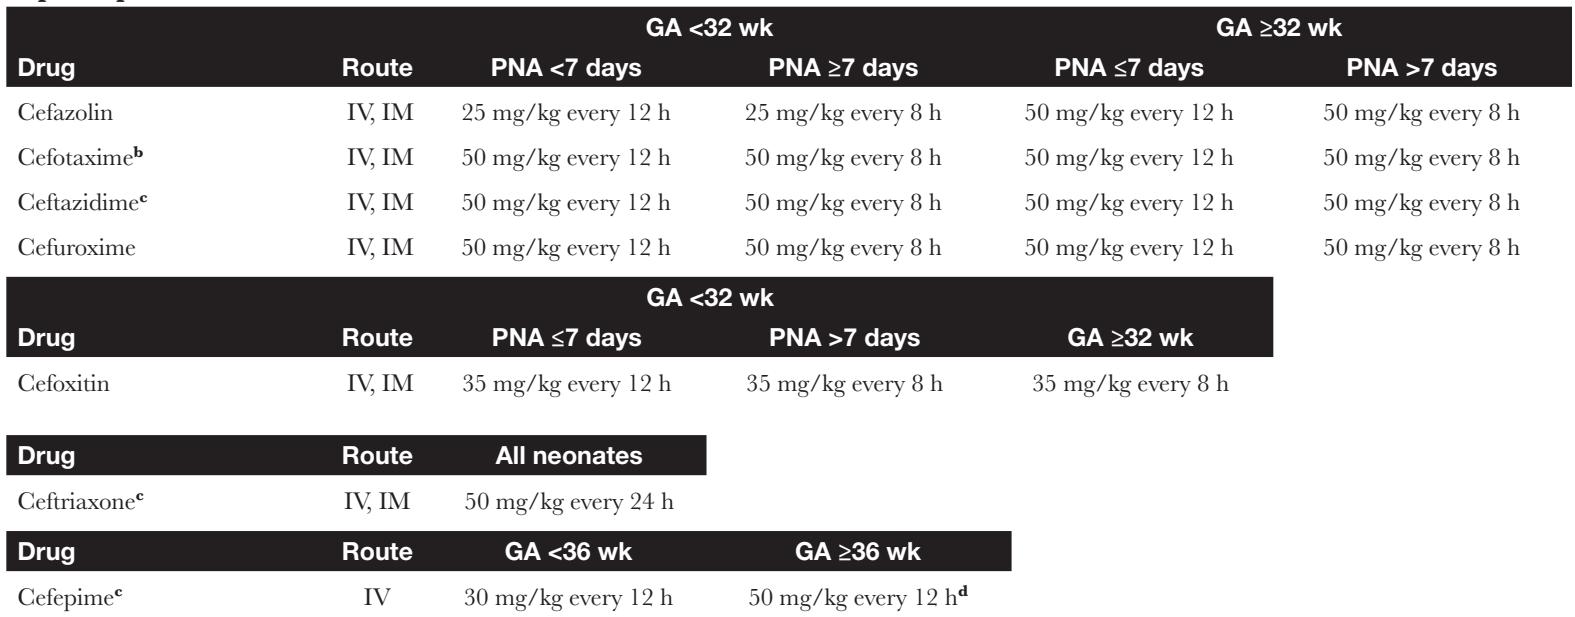 GA <32 wk GA ≥32 wk
Drug Route PNA <7 days PNA ≥7 days PNA ≤7 days PNA >7 days
Cefazolin IV, IM 25 mg/kg every 12 h 25 mg/kg every 8 h 50 mg/kg every 12 h 50 mg/kg every 8 h
Cefotaximeᵇ IV, IM 50 mg/kg every 12 h 50 mg/kg every 8 h 50 mg/kg every 12 h 50 mg/kg every 8 h
Ceftazidimeᶜ IV, IM 50 mg/kg every 12 h 50 mg/kg every 8 h 50 mg/kg every 12 h 50 mg/kg every 8 h
Cefuroxime IV, IM 50 mg/kg every 12 h 50 mg/kg every 8 h 50 mg/kg every 12 h 50 mg/kg every 8 h
GA <32 wk
Drug Route PNA ≤7 days PNA >7 days GA ≥32 wk
Cefoxitin IV, IM 35 mg/kg every 12 h 35 mg/kg every 8 h 35 mg/kg every 8 h
Drug Route All neonates
Ceftriaxoneᶜ IV, IM 50 mg/kg every 24 h
Drug Route GA <36 wk GA ≥36 wk
Cefepimeᶜ IV 30 mg/kg every 12 h 50 mg/kg every 12 hᵈ